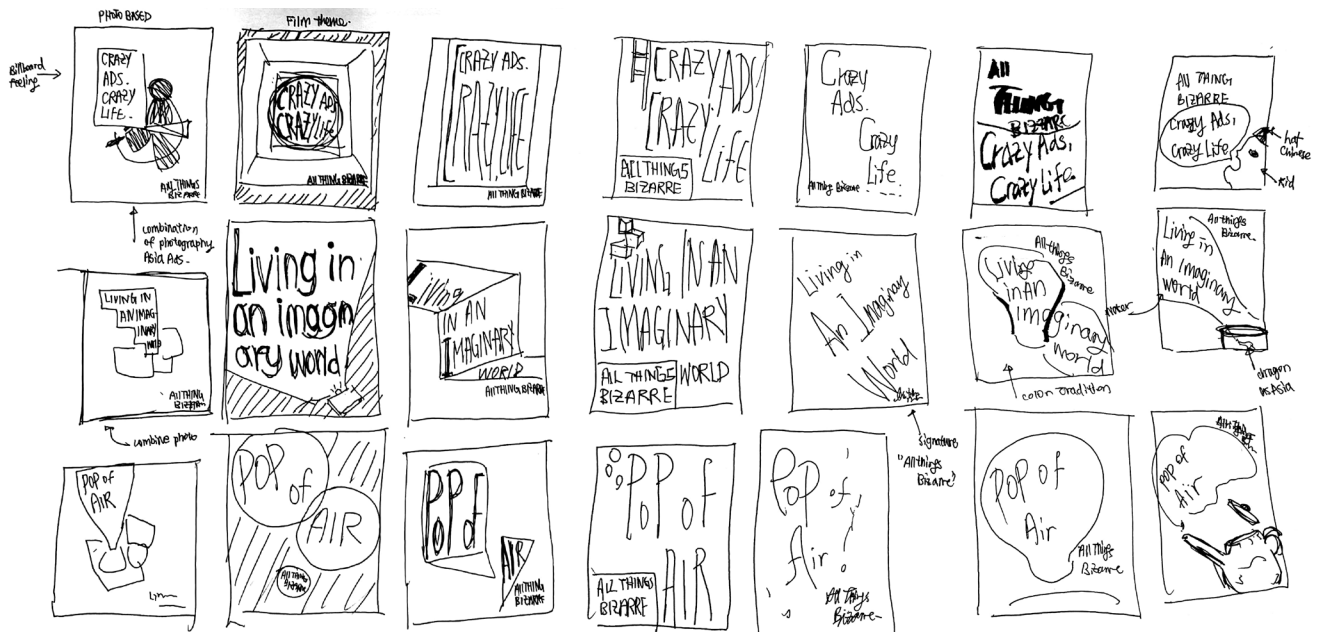 PHOTO BASED
Film theme.
Billboard
feeling
CRAZY
ADS.
CRAZY
LIFE.
ALL THINGS
BIZARRE
CRAZY ADS
CRAZY LIFE
All THING BIZARRE
CRAZY ADS.
CRAZY, LIFE
All THING BIZARRE
CRAZY ADS
CRAZY, LIFE
ALL THINGS
BIZARRE
Crazy
Ads.
Crazy
Life
All thing Bizarre
All
THINGS
BIZARRE
Crazy Ads,
Crazy Life.
All THING
BIZARRE
Crazy Ads,
Crazy Life
hat
Chinese
kid
combination
of photography
Asia Ads.
LIVING IN
AN IMAG-
INARY
All THING
BIZARRE
Living in
an imagin
ary world
Living
IN AN
IMAGINARY
WORLD
All THING BIZARRE
LIVING IN AN
IMAGINARY
ALL THINGS
BIZARRE
WORLD
Living in
An Imaginary
World
All things
Bizarre
Living
in An
imaginary
world
All things
Bizarre
Living in
An Imaginary
world
water
combine photo
signature
"All things
Bizarre"
dragon
vs Asia
POP of
AIR
POP
of
AIR
All THINGS
BIZARRE
POP of
AIR
All THING
BIZARRE
POP of
AIR
ALL THINGS
BIZARRE
POP of
Air
All Things
Bizarre
POP of
Air
All Things
Bizarre
POP of
Air